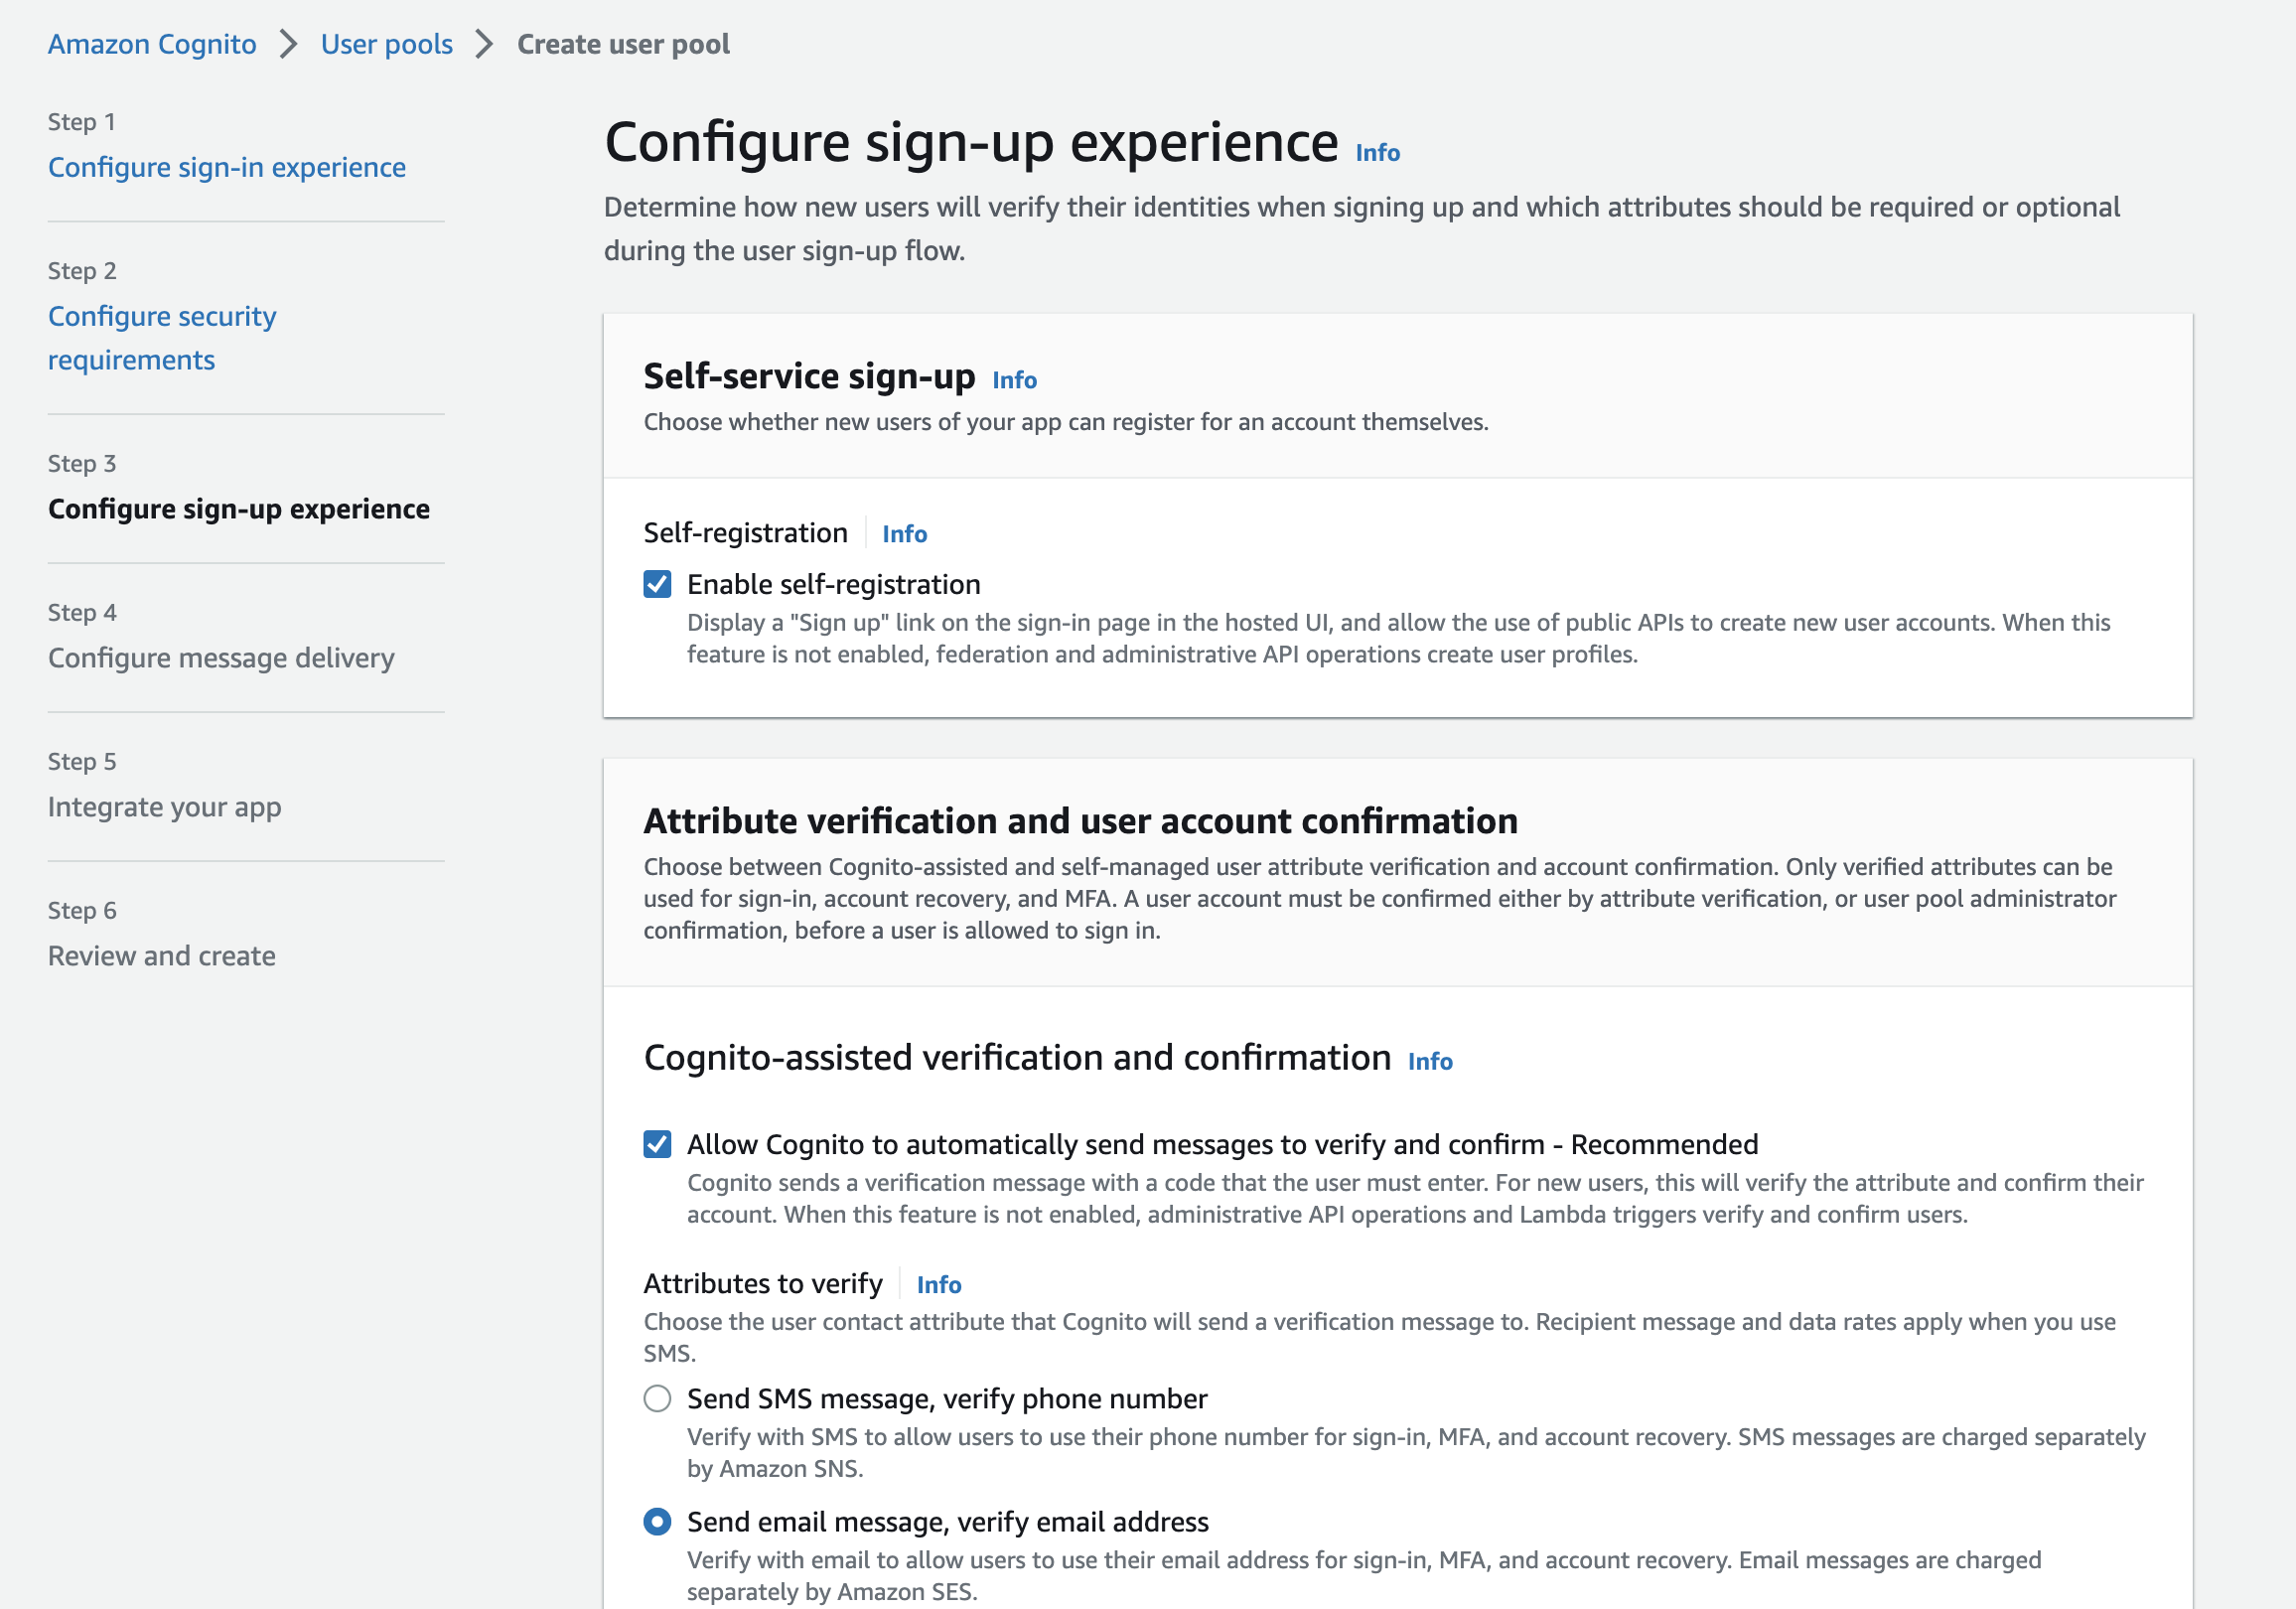 Amazon Cognito > User pools > Create user pool
Step 1
Configure sign-in experience
Step 2
Configure security
requirements
Step 3
Configure sign-up experience
Step 4
Configure message delivery
Step 5
Integrate your app
Step 6
Review and create
Configure sign-up experience Info
Determine how new users will verify their identities when signing up and which attributes should be required or optional
during the user sign-up flow.
Self-service sign-up Info
Choose whether new users of your app can register for an account themselves.
Self-registration Info
Enable self-registration
Display a "Sign up" link on the sign-in page in the hosted UI, and allow the use of public APIs to create new user accounts. When this
feature is not enabled, federation and administrative API operations create user profiles.
Attribute verification and user account confirmation
Choose between Cognito-assisted and self-managed user attribute verification and account confirmation. Only verified attributes can be
used for sign-in, account recovery, and MFA. A user account must be confirmed either by attribute verification, or user pool administrator
confirmation, before a user is allowed to sign in.
Cognito-assisted verification and confirmation Info
Allow Cognito to automatically send messages to verify and confirm - Recommended
Cognito sends a verification message with a code that the user must enter. For new users, this will verify the attribute and confirm their
account. When this feature is not enabled, administrative API operations and Lambda triggers verify and confirm users.
Attributes to verify Info
Choose the user contact attribute that Cognito will send a verification message to. Recipient message and data rates apply when you use
SMS.
Send SMS message, verify phone number
Verify with SMS to allow users to use their phone number for sign-in, MFA, and account recovery. SMS messages are charged separately
by Amazon SNS.
Send email message, verify email address
Verify with email to allow users to use their email address for sign-in, MFA, and account recovery. Email messages are charged
separately by Amazon SES.